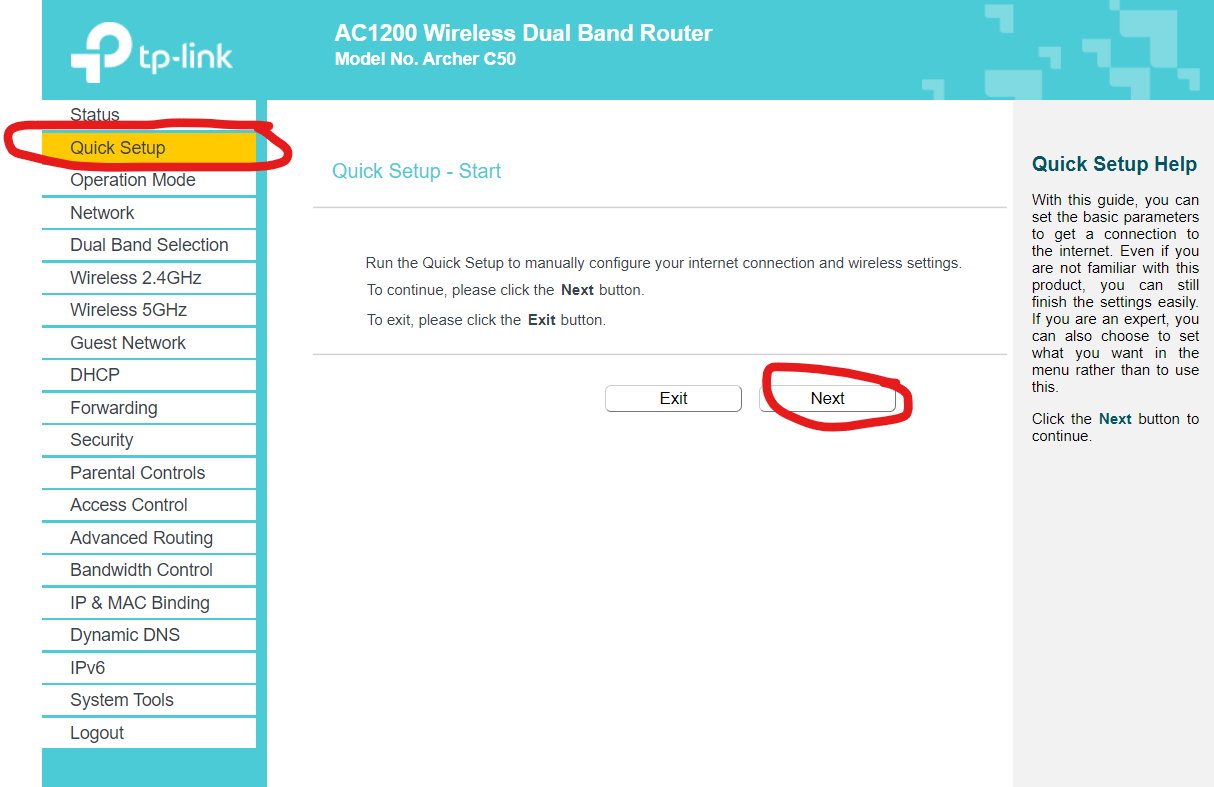 tp-link
AC1200 Wireless Dual Band Router
Model No. Archer C50
Status
Quick Setup
Operation Mode
Network
Dual Band Selection
Wireless 2.4GHz
Wireless 5GHz
Guest Network
DHCP
Forwarding
Security
Parental Controls
Access Control
Advanced Routing
Bandwidth Control
IP & MAC Binding
Dynamic DNS
IPv6
System Tools
Logout
Quick Setup - Start
Run the Quick Setup to manually configure your internet connection and wireless settings.
To continue, please click the Next button.
To exit, please click the Exit button.
Exit
Next
Quick Setup Help
With this guide, you can
set the basic parameters
to get a connection to
the internet. Even if you
are not familiar with this
product, you can still
finish the settings easily.
If you are an expert, you
can also choose to set
what you want in the
menu rather than to use
this.
Click the Next button to
continue.